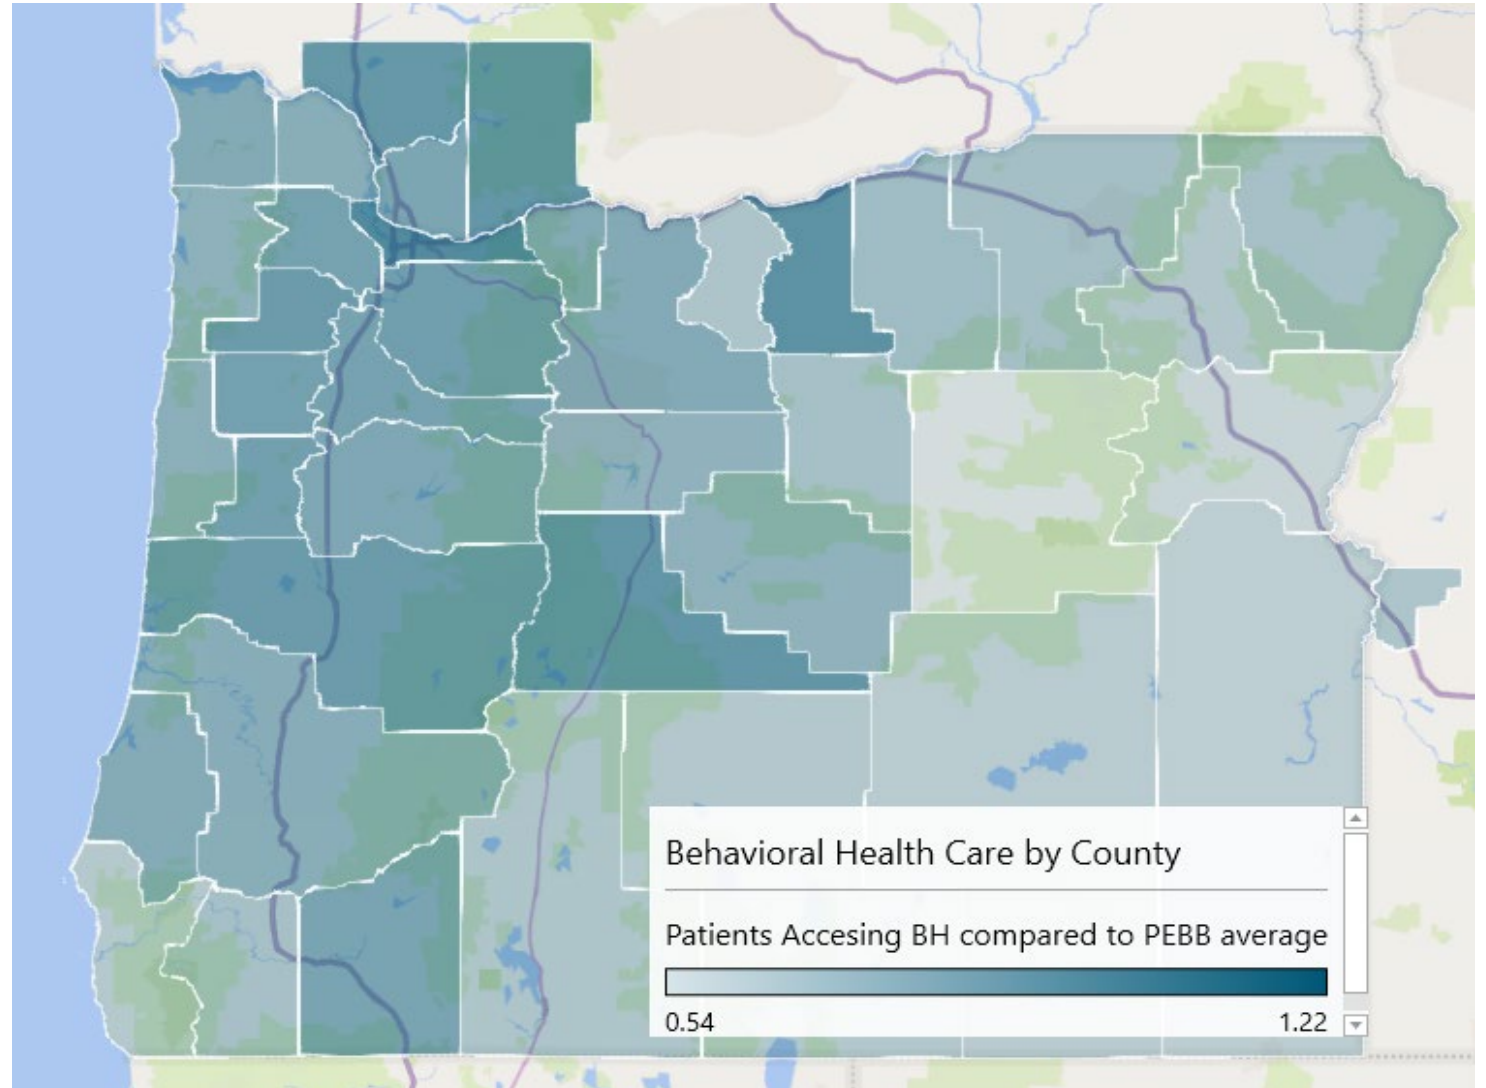 Behavioral Health Care by County
Patients Accesing BH compared to PEBB average
0.54
1.22